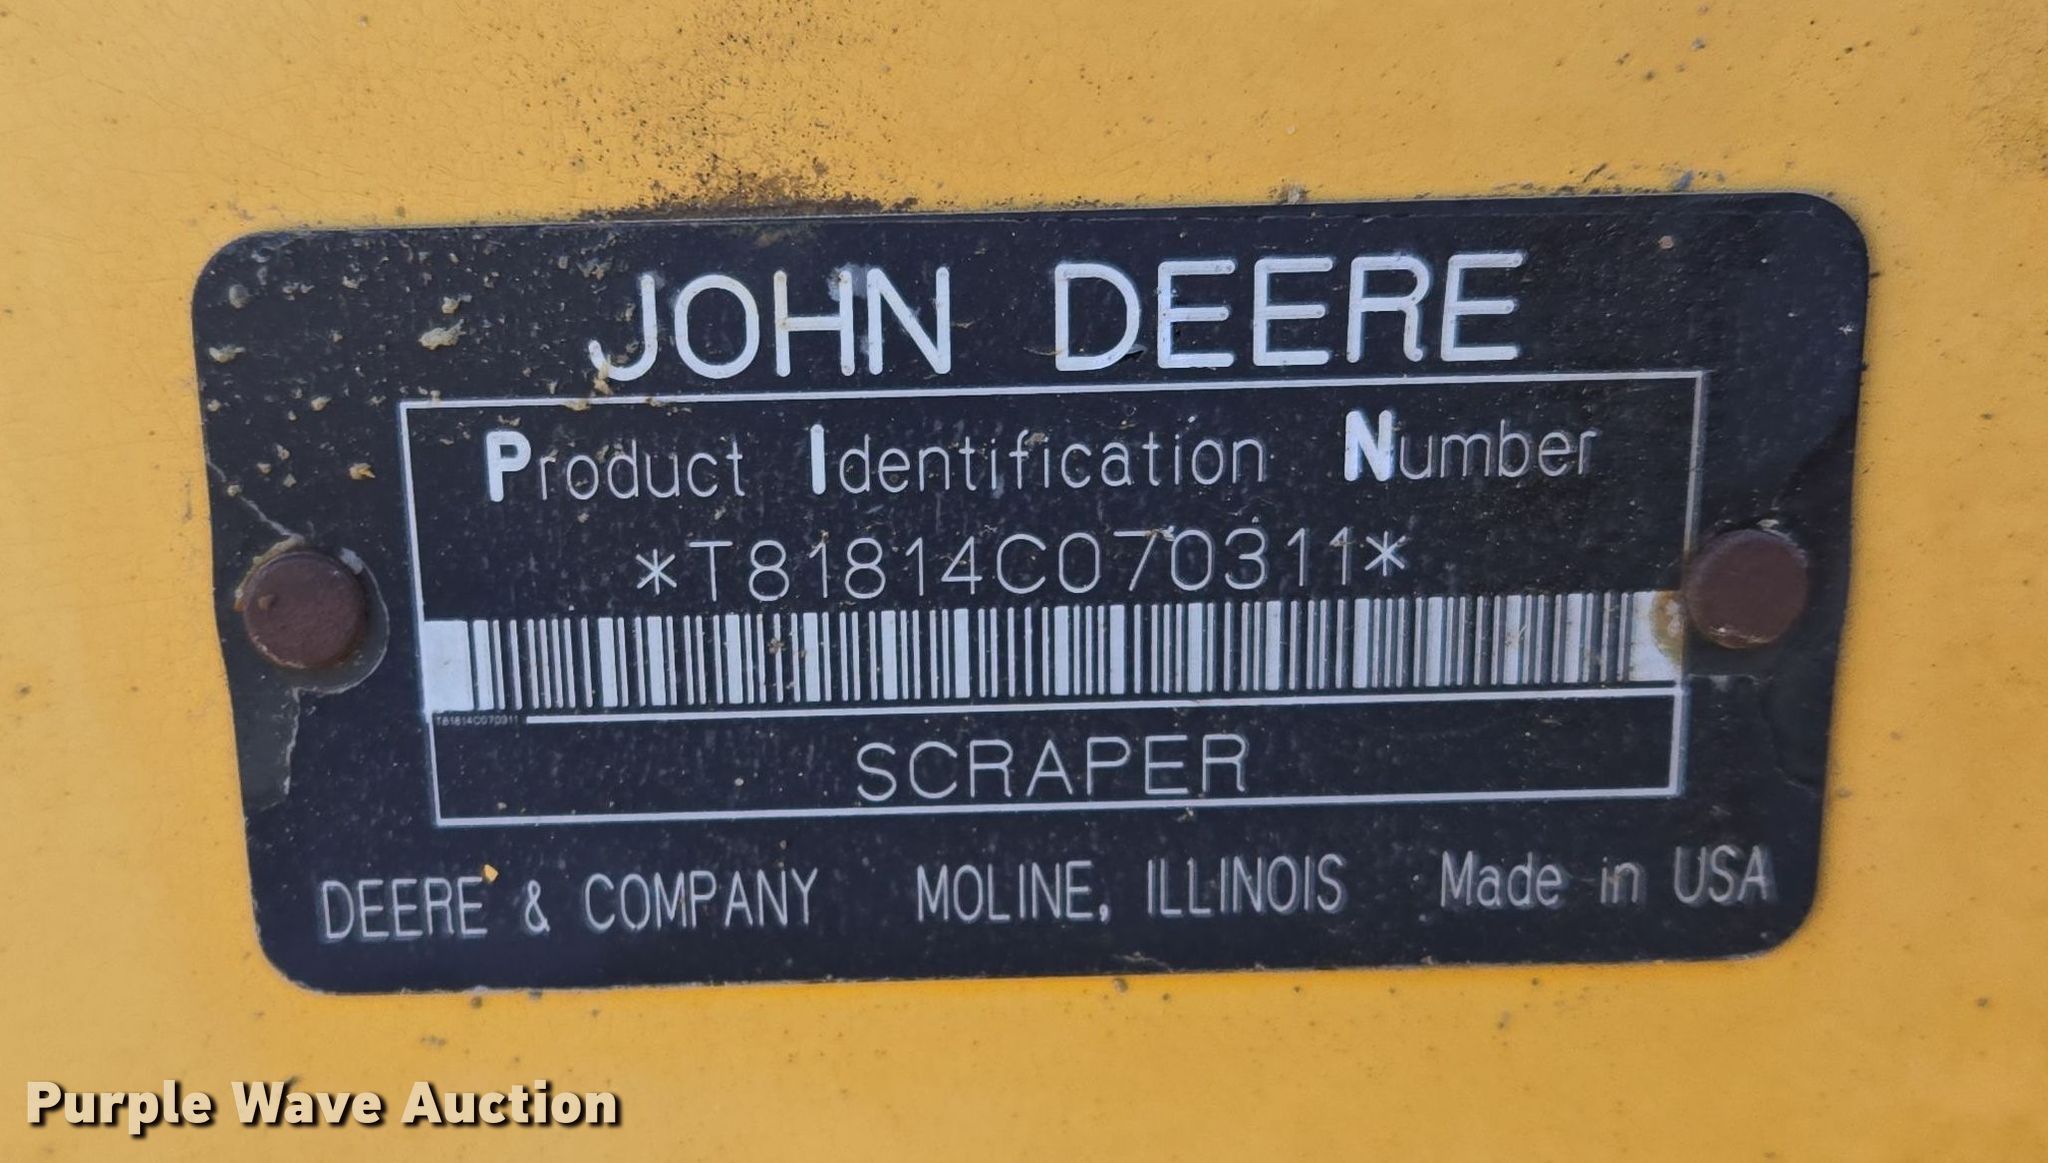 JOHN DEERE
Product Identification Number
*T81814C070311*
T81814C070311
SCRAPER
DEERE & COMPANY MOLINE, ILLINOIS Made in USA
Purple Wave Auction